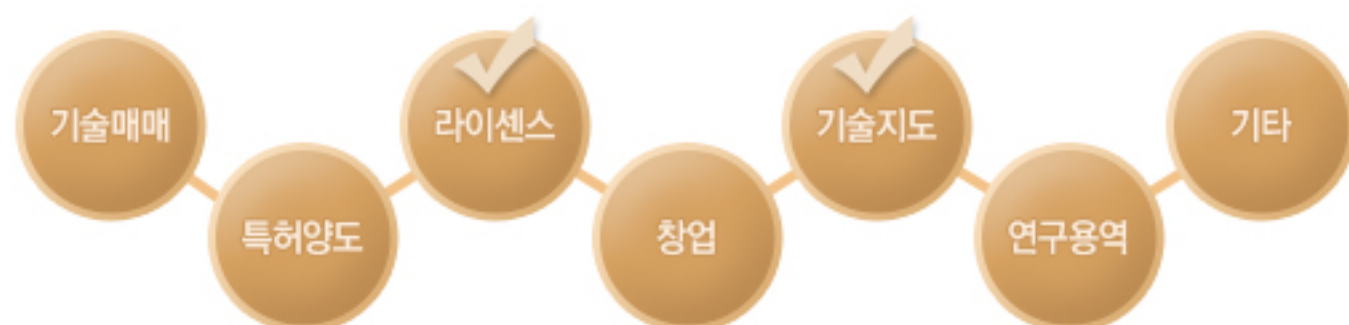 기술매매
특허양도
라이센스
창업
기술지도
연구용역
기타